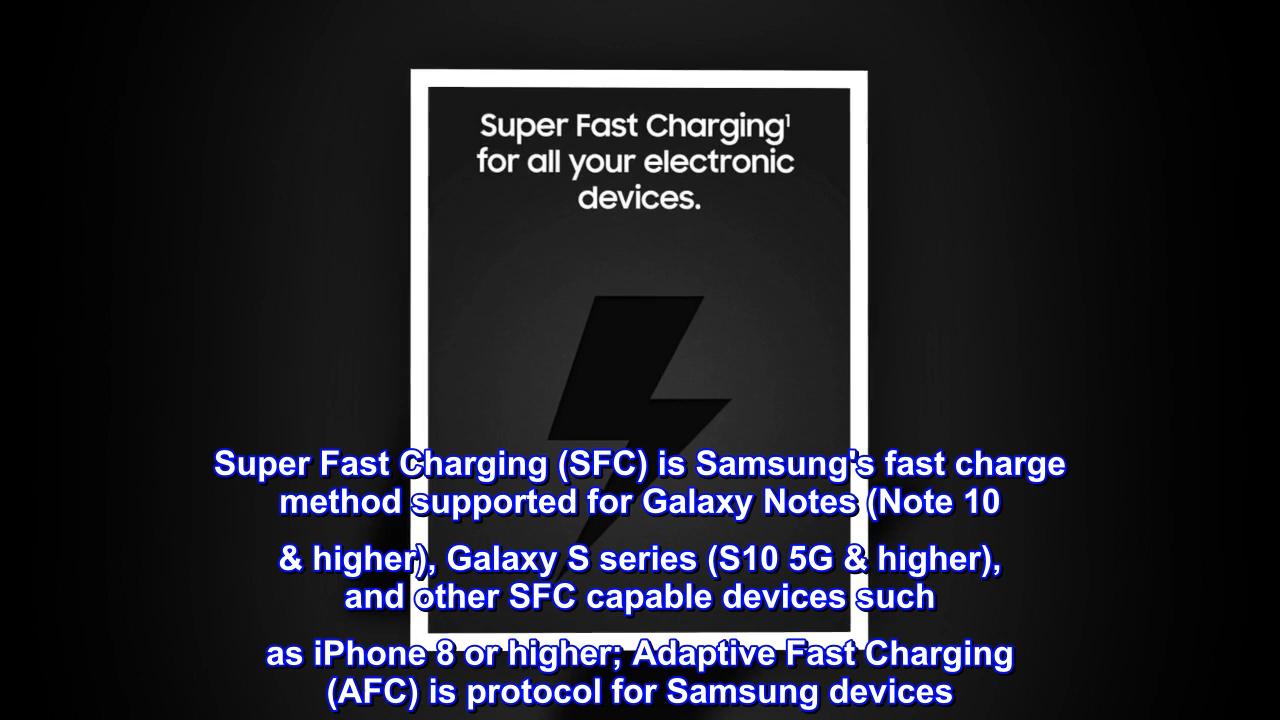 Super Fast Charging¹
for all your electronic
devices.
Super Fast Charging (SFC) is Samsung's fast charge
method supported for Galaxy Notes (Note 10
& higher), Galaxy S series (S10 5G & higher),
and other SFC capable devices such
as iPhone 8 or higher; Adaptive Fast Charging
(AFC) is protocol for Samsung devices